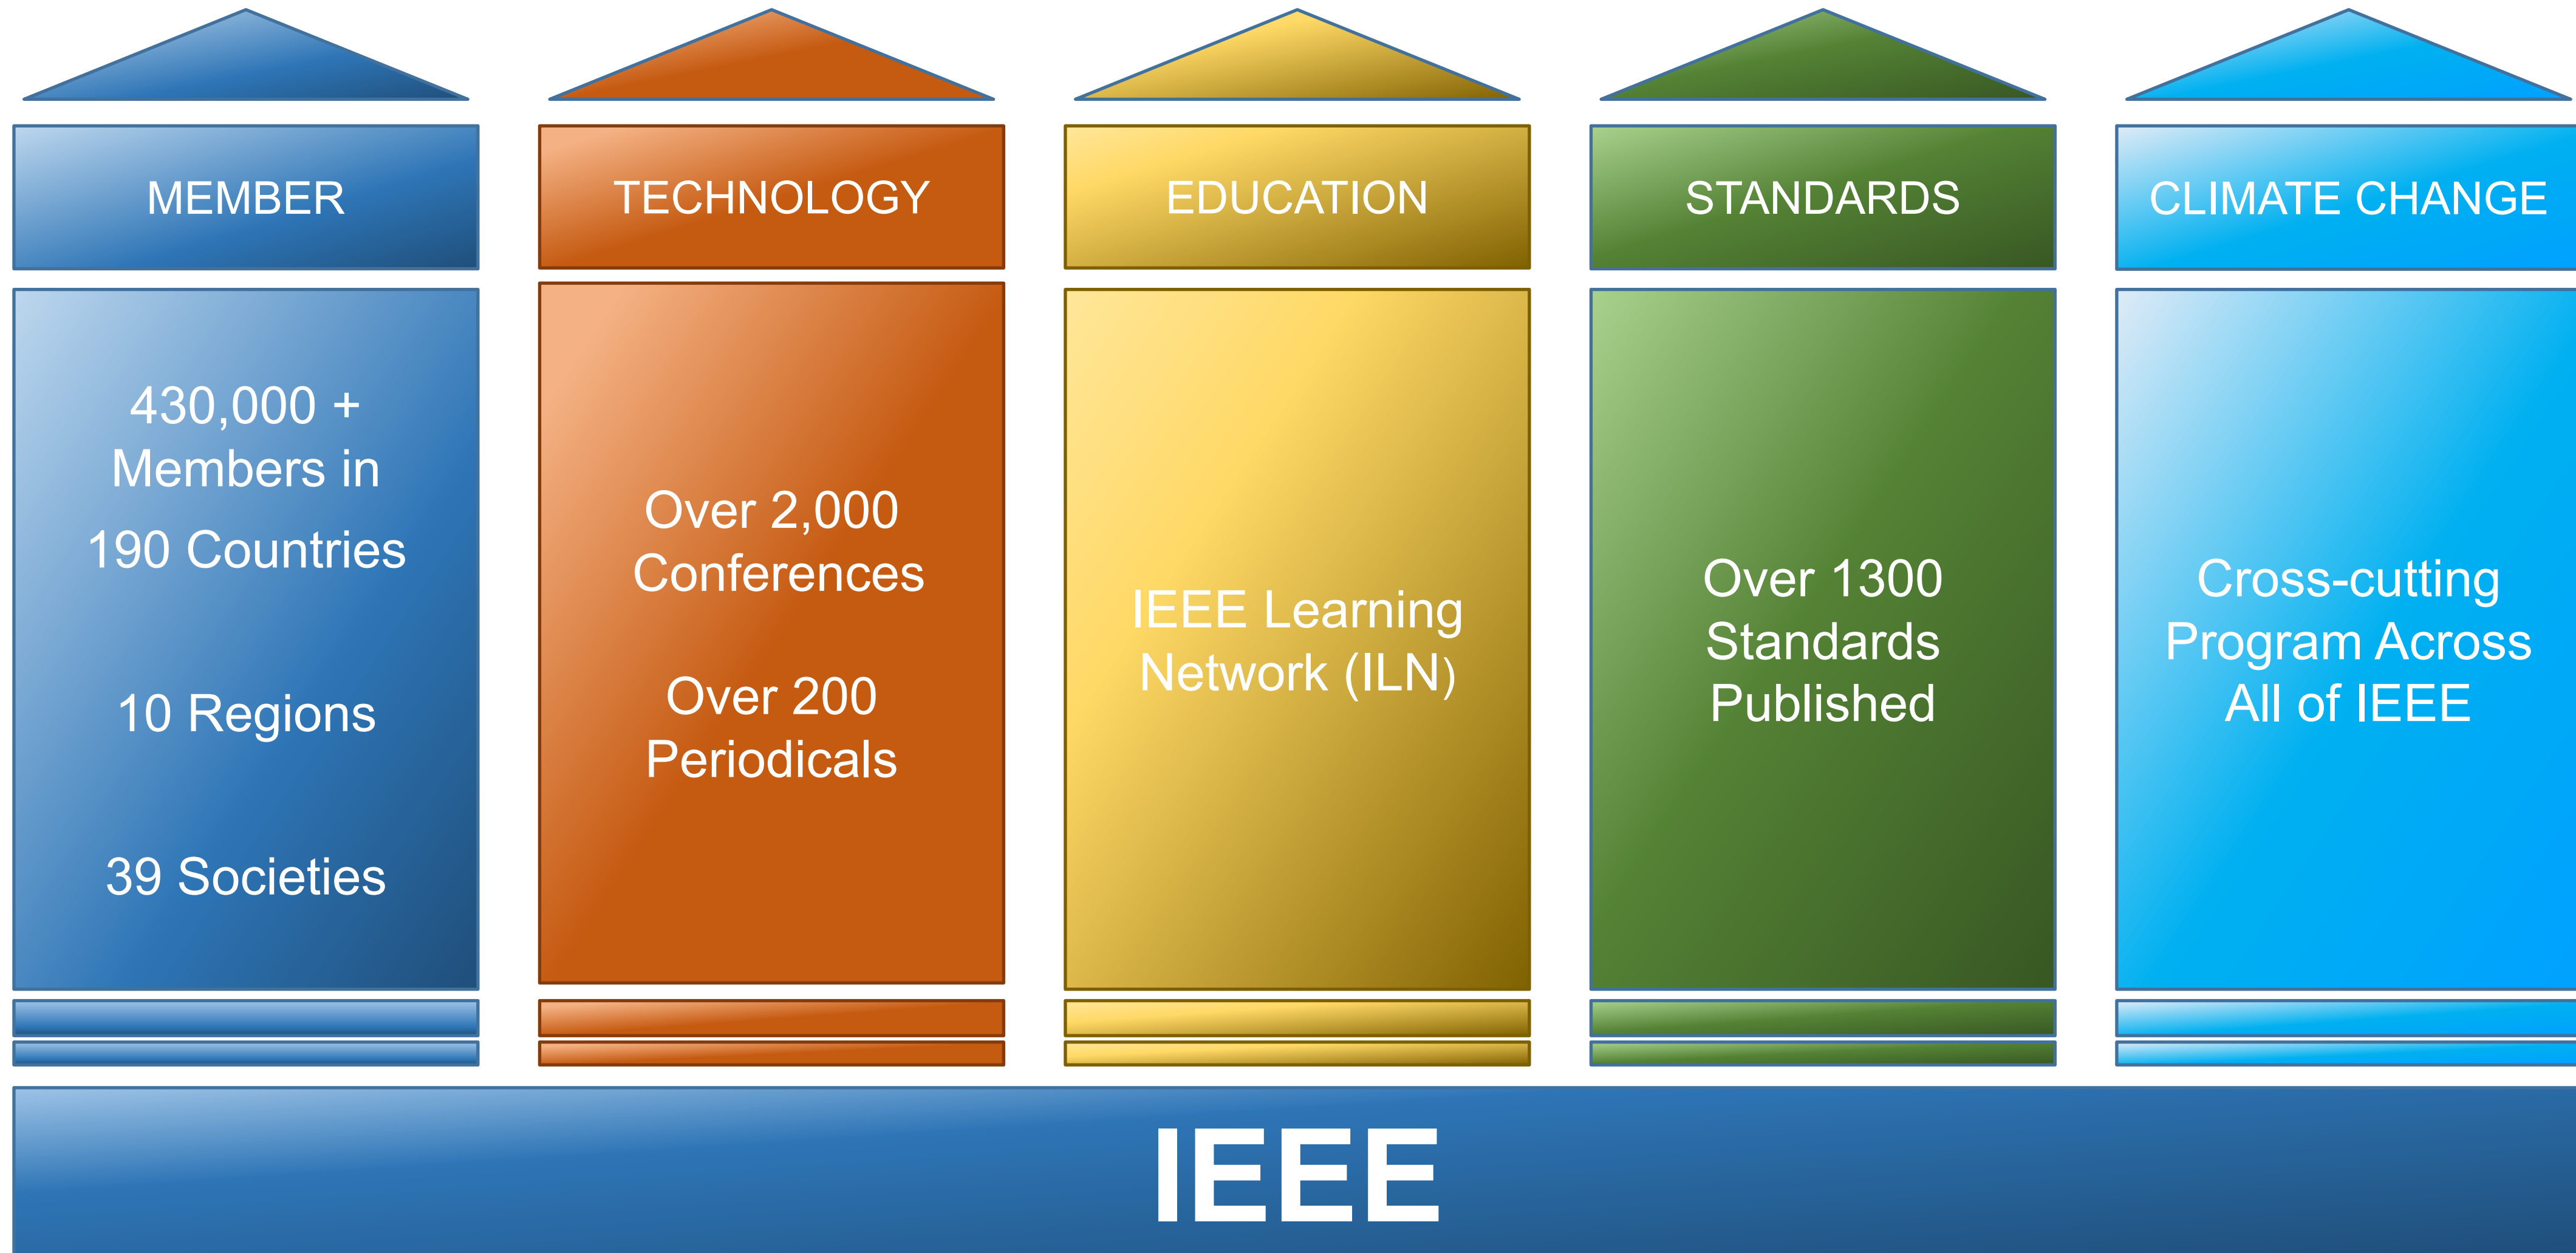 MEMBER
430,000 +
Members in
190 Countries
10 Regions
39 Societies
TECHNOLOGY
Over 2,000
Conferences
Over 200
Periodicals
EDUCATION
IEEE Learning
Network (ILN)
STANDARDS
Over 1300
Standards
Published
CLIMATE CHANGE
Cross-cutting
Program Across
All of IEEE
IEEE